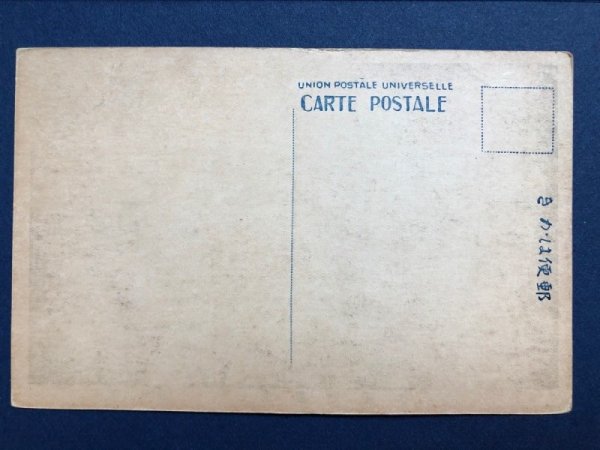 UNION POSTALE UNIVERSELLE
CARTE POSTALE
郵便はかき